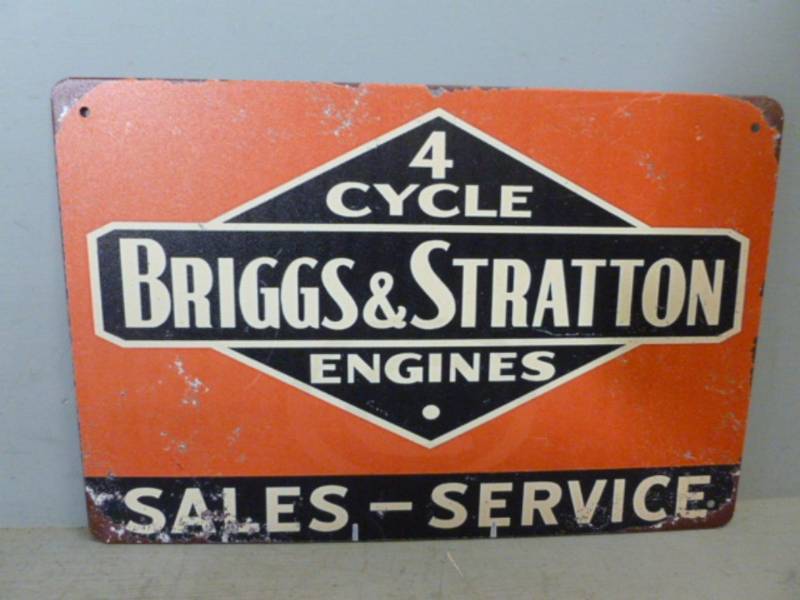 4
CYCLE
BRIGGS & STRATTON
ENGINES
SALES - SERVICE